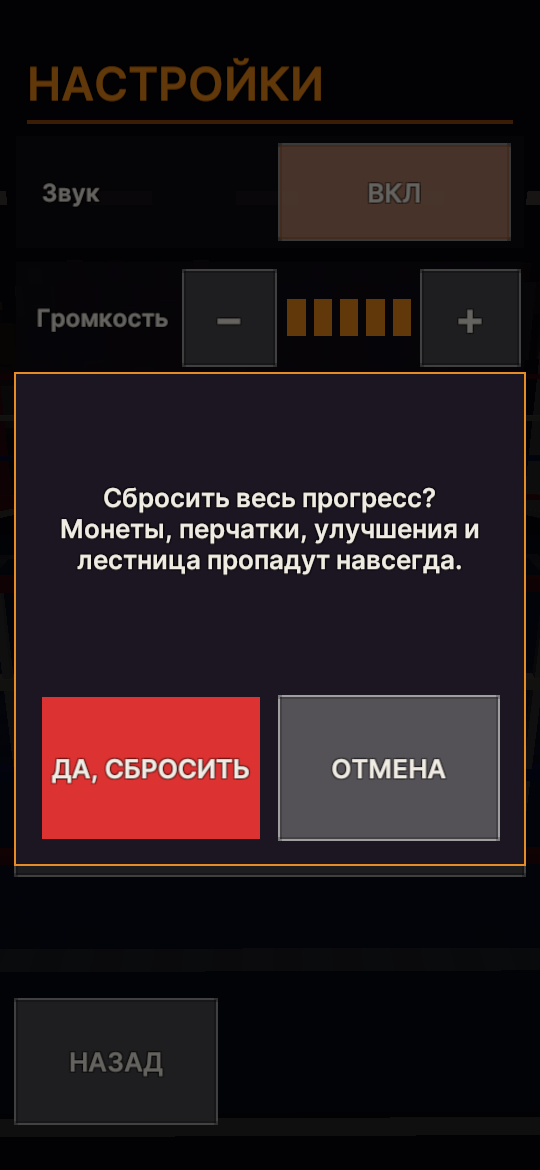 НАСТРОЙКИ
Звук
ВКЛ
Громкость
−
+
Сбросить весь прогресс?
Монеты, перчатки, улучшения и
лестница пропадут навсегда.
ДА, СБРОСИТЬ
ОТМЕНА
НАЗАД